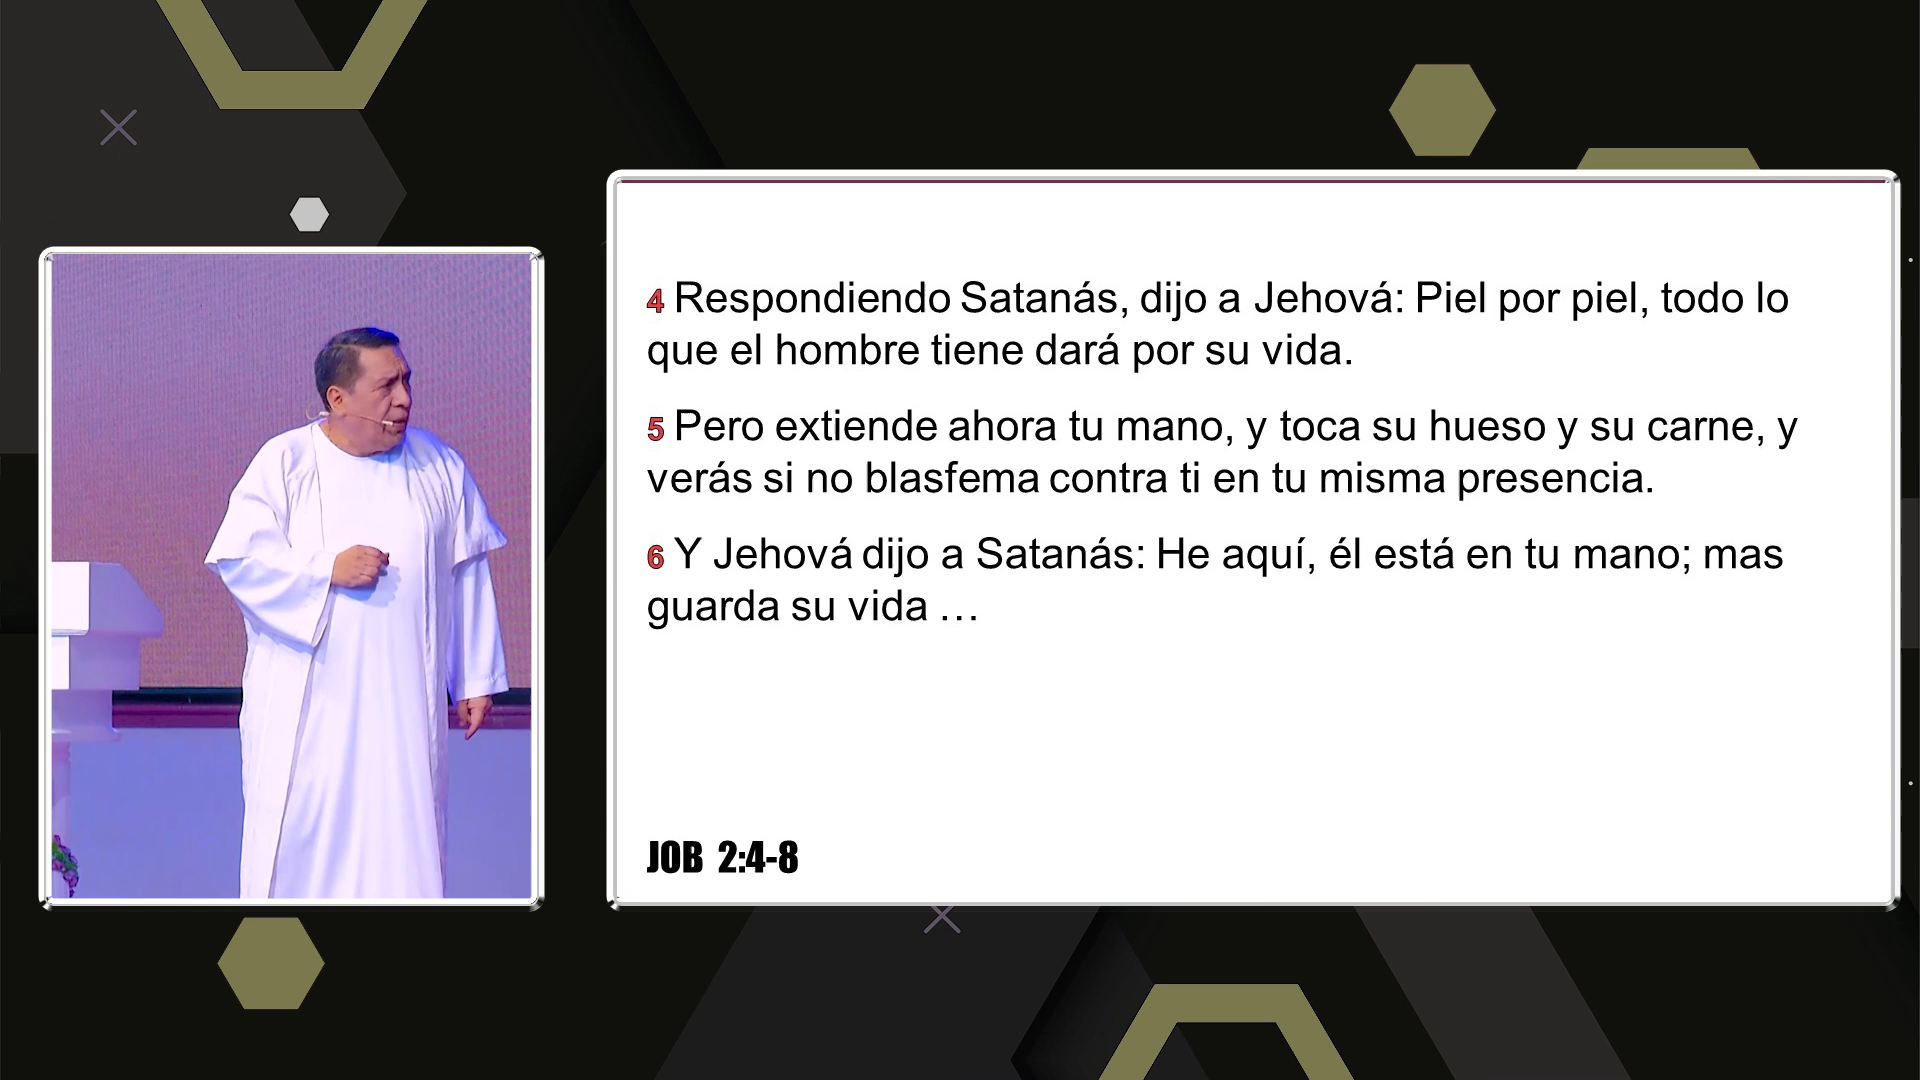 4 Respondiendo Satanás, dijo a Jehová: Piel por piel, todo lo
que el hombre tiene dará por su vida.
5 Pero extiende ahora tu mano, y toca su hueso y su carne, y
verás si no blasfema contra ti en tu misma presencia.
6 Y Jehová dijo a Satanás: He aquí, él está en tu mano; mas
guarda su vida …
JOB 2:4-8